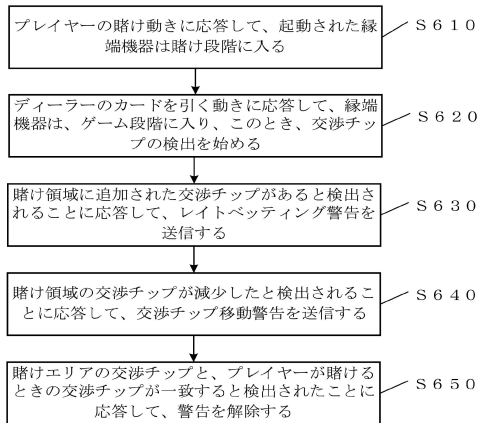 プレイヤーの賭け動きに応答して、起動された縁
端機器は賭け段階に入る
S610
ディーラーのカードを引く動きに応答して、縁端
機器は、ゲーム段階に入り、このとき、交渉チッ
プの検出を始める
S620
賭け領域に追加された交渉チップがあると検出さ
れることに応答して、レイトベッティング警告を
送信する
S630
賭け領域の交渉チップが減少したと検出されるこ
とに応答して、交渉チップ移動警告を送信する
S640
賭けエリアの交渉チップと、プレイヤーが賭ける
ときの交渉チップが一致すると検出されたことに
応答して、警告を解除する
S650